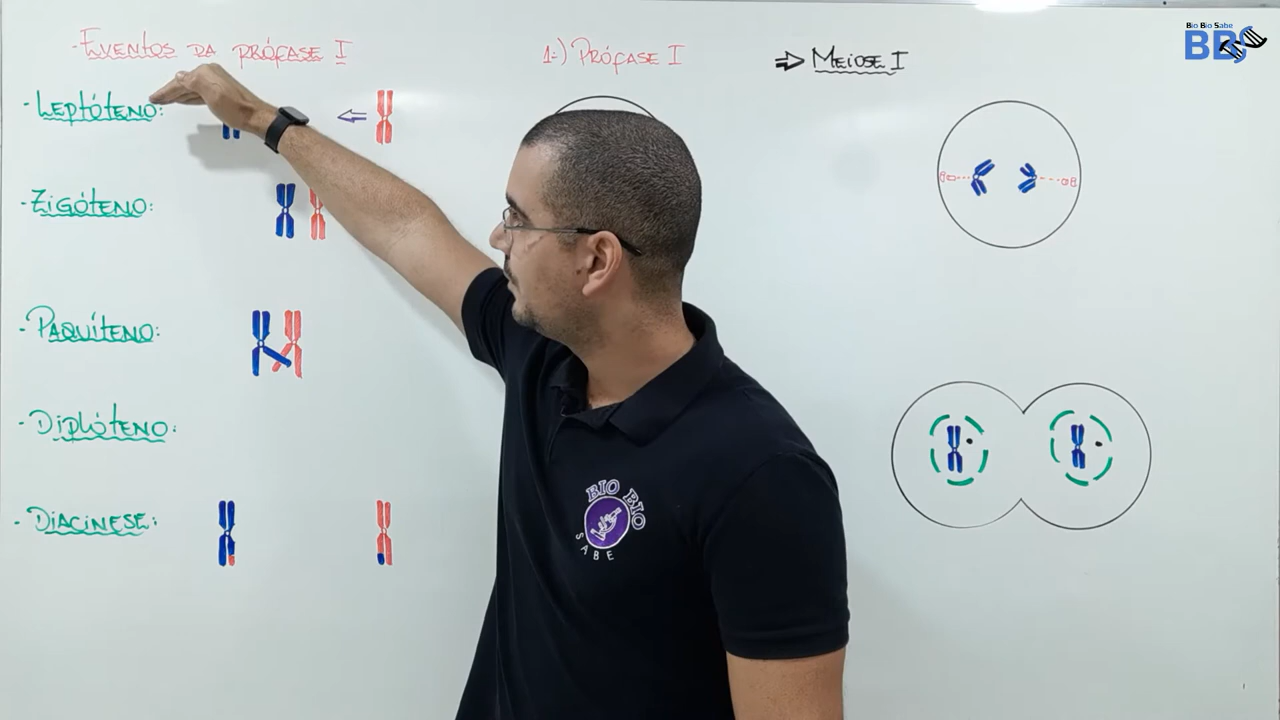 - Eventos da Prófase I
- Leptóteno:
- Zigóteno:
- Paquíteno:
- Diplóteno:
- Diacinese:
1:) Prófase I
⇒ Meiose I
Bio Bio Sabe
BBS
BIO BIO
SABE